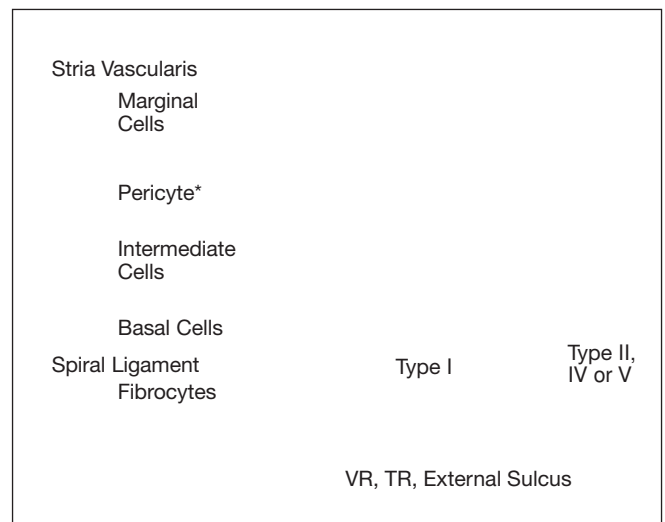 Stria Vascularis
Marginal
Cells
Pericyte*
Intermediate
Cells
Basal Cells
Spiral Ligament
Fibrocytes
Type I
Type II,
IV or V
VR, TR, External Sulcus